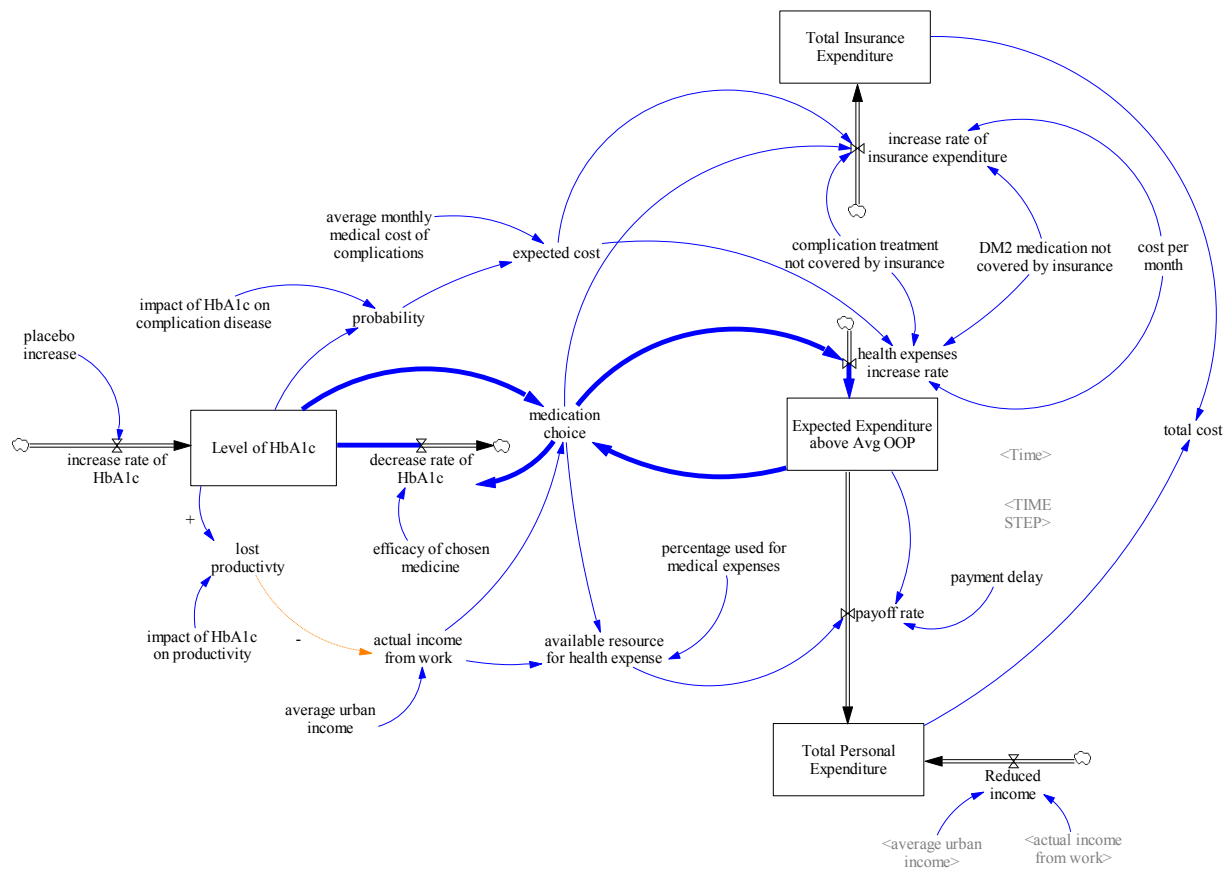 Total Insurance
Expenditure
increase rate of
insurance expenditure
average monthly
medical cost of
complications
expected cost
complication treatment
not covered by insurance
DM2 medication not
covered by insurance
cost per
month
impact of HbA1c on
complication disease
probability
placebo
increase
health expenses
increase rate
medication
choice
Level of HbA1c
Expected Expenditure
above Avg OOP
total cost
increase rate of
HbA1c
decrease rate of
HbA1c
<Time>
<TIME
STEP>
+
lost
productivty
efficacy of chosen
medicine
percentage used for
medical expenses
payment delay
payoff rate
impact of HbA1c
on productivity
-
actual income
from work
available resource
for health expense
average urban
income
Total Personal
Expenditure
Reduced
income
<average urban
income>
<actual income
from work>